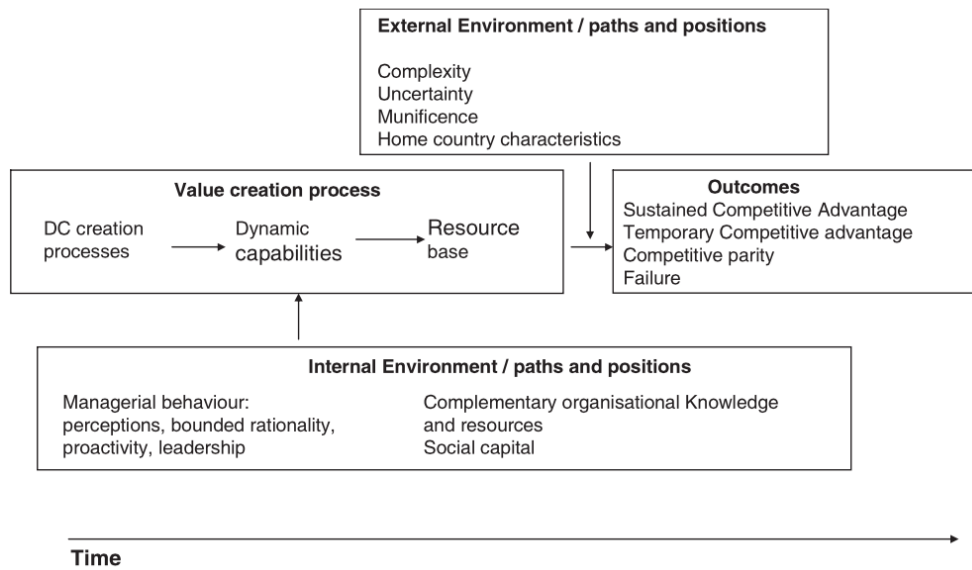 External Environment / paths and positions
Complexity
Uncertainty
Munificence
Home country characteristics
Value creation process
DC creation
processes
Dynamic
capabilities
Resource
base
Outcomes
Sustained Competitive Advantage
Temporary Competitive advantage
Competitive parity
Failure
Internal Environment / paths and positions
Managerial behaviour:
perceptions, bounded rationality,
proactivity, leadership
Complementary organisational Knowledge
and resources
Social capital
Time